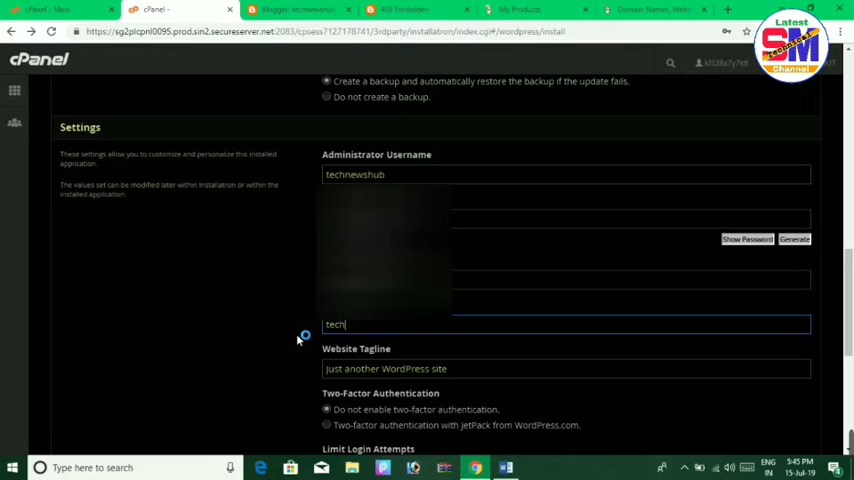 cPanel - Main
cPanel -
Blogger: technewshub
403 Forbidden
My Products
Domain Names, Webs
https://sg2plcpnl0095.prod.sin2.secureserver.net:2083/cpsess7127178741/3rdparty/installatron/index.cgi#/wordpress/install
Latest
SM
Technical
Channel
cPanel
Create a backup and automatically restore the backup if the update fails.
Do not create a backup.
Settings
These settings allow you to customize and personalize this installed
application.
The values set can be modified later within Installatron or within the
installed application.
Administrator Username
technewshub
Show Password
Generate
tech
Website Tagline
Just another WordPress site
Two-Factor Authentication
Do not enable two-factor authentication.
Two-factor authentication with JetPack from WordPress.com.
Limit Login Attempts
Type here to search
ENG
IN
5:45 PM
15-Jul-19